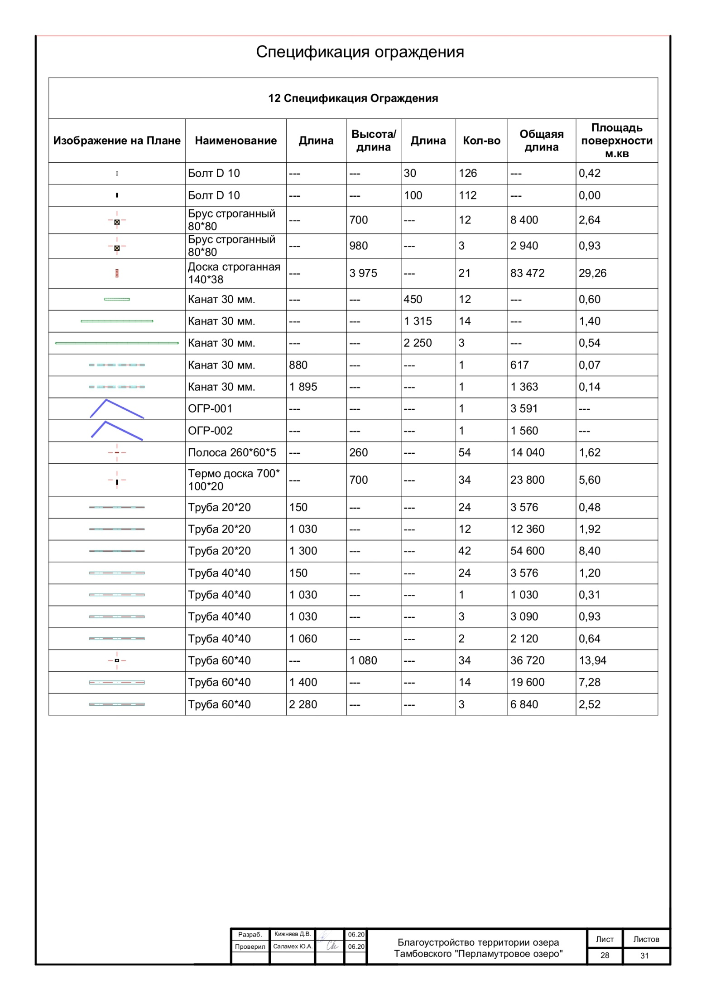 Спецификация ограждения
12 Спецификация Ограждения
Изображение на Плане Наименование Длина Высота/ длина Длина Кол-во Общаяя длина Площадь поверхности м.кв
Болт D 10 --- --- 30 126 --- 0,42
Болт D 10 --- --- 100 112 --- 0,00
Брус строганный 80*80 --- 700 --- 12 8 400 2,64
Брус строганный 80*80 --- 980 --- 3 2 940 0,93
Доска строганная 140*38 --- 3 975 --- 21 83 472 29,26
Канат 30 мм. --- --- 450 12 --- 0,60
Канат 30 мм. --- --- 1 315 14 --- 1,40
Канат 30 мм. --- --- 2 250 3 --- 0,54
Канат 30 мм. 880 --- --- 1 617 0,07
Канат 30 мм. 1 895 --- --- 1 1 363 0,14
ОГР-001 --- --- --- 1 3 591 ---
ОГР-002 --- --- --- 1 1 560 ---
Полоса 260*60*5 --- 260 --- 54 14 040 1,62
Термо доска 700* 100*20 --- 700 --- 34 23 800 5,60
Труба 20*20 150 --- --- 24 3 576 0,48
Труба 20*20 1 030 --- --- 12 12 360 1,92
Труба 20*20 1 300 --- --- 42 54 600 8,40
Труба 40*40 150 --- --- 24 3 576 1,20
Труба 40*40 1 030 --- --- 1 1 030 0,31
Труба 40*40 1 030 --- --- 3 3 090 0,93
Труба 40*40 1 060 --- --- 2 2 120 0,64
Труба 60*40 --- 1 080 --- 34 36 720 13,94
Труба 60*40 1 400 --- --- 14 19 600 7,28
Труба 60*40 2 280 --- --- 3 6 840 2,52
Разраб. Кижняев Д.В. 06.20
Проверил Саламех Ю.А. 06.20
Благоустройство территории озера
Тамбовского "Перламутровое озеро"
Лист Листов
28 31